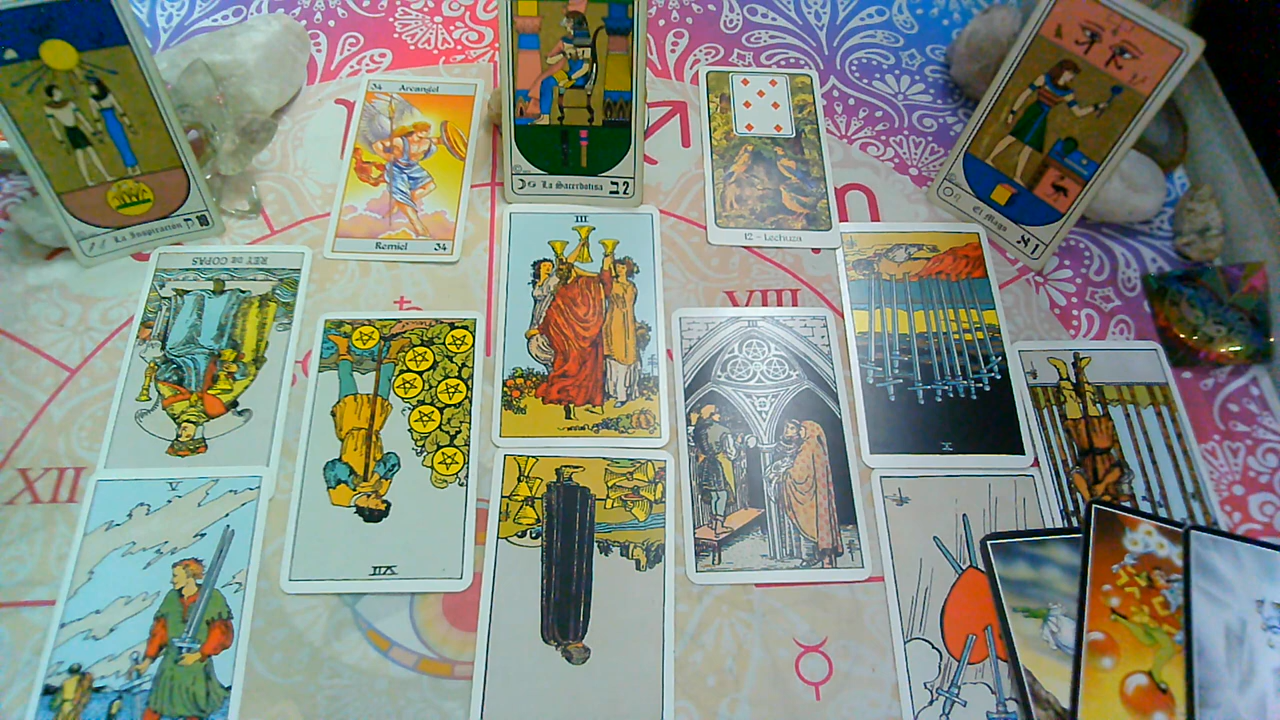 La Inspiración
34 Arcangel
Remiel 34
La Sacerdotisa 2
12 - Lechuza
El Mago 1
REY DE COPAS
III
VIII
X
XII
V
VII